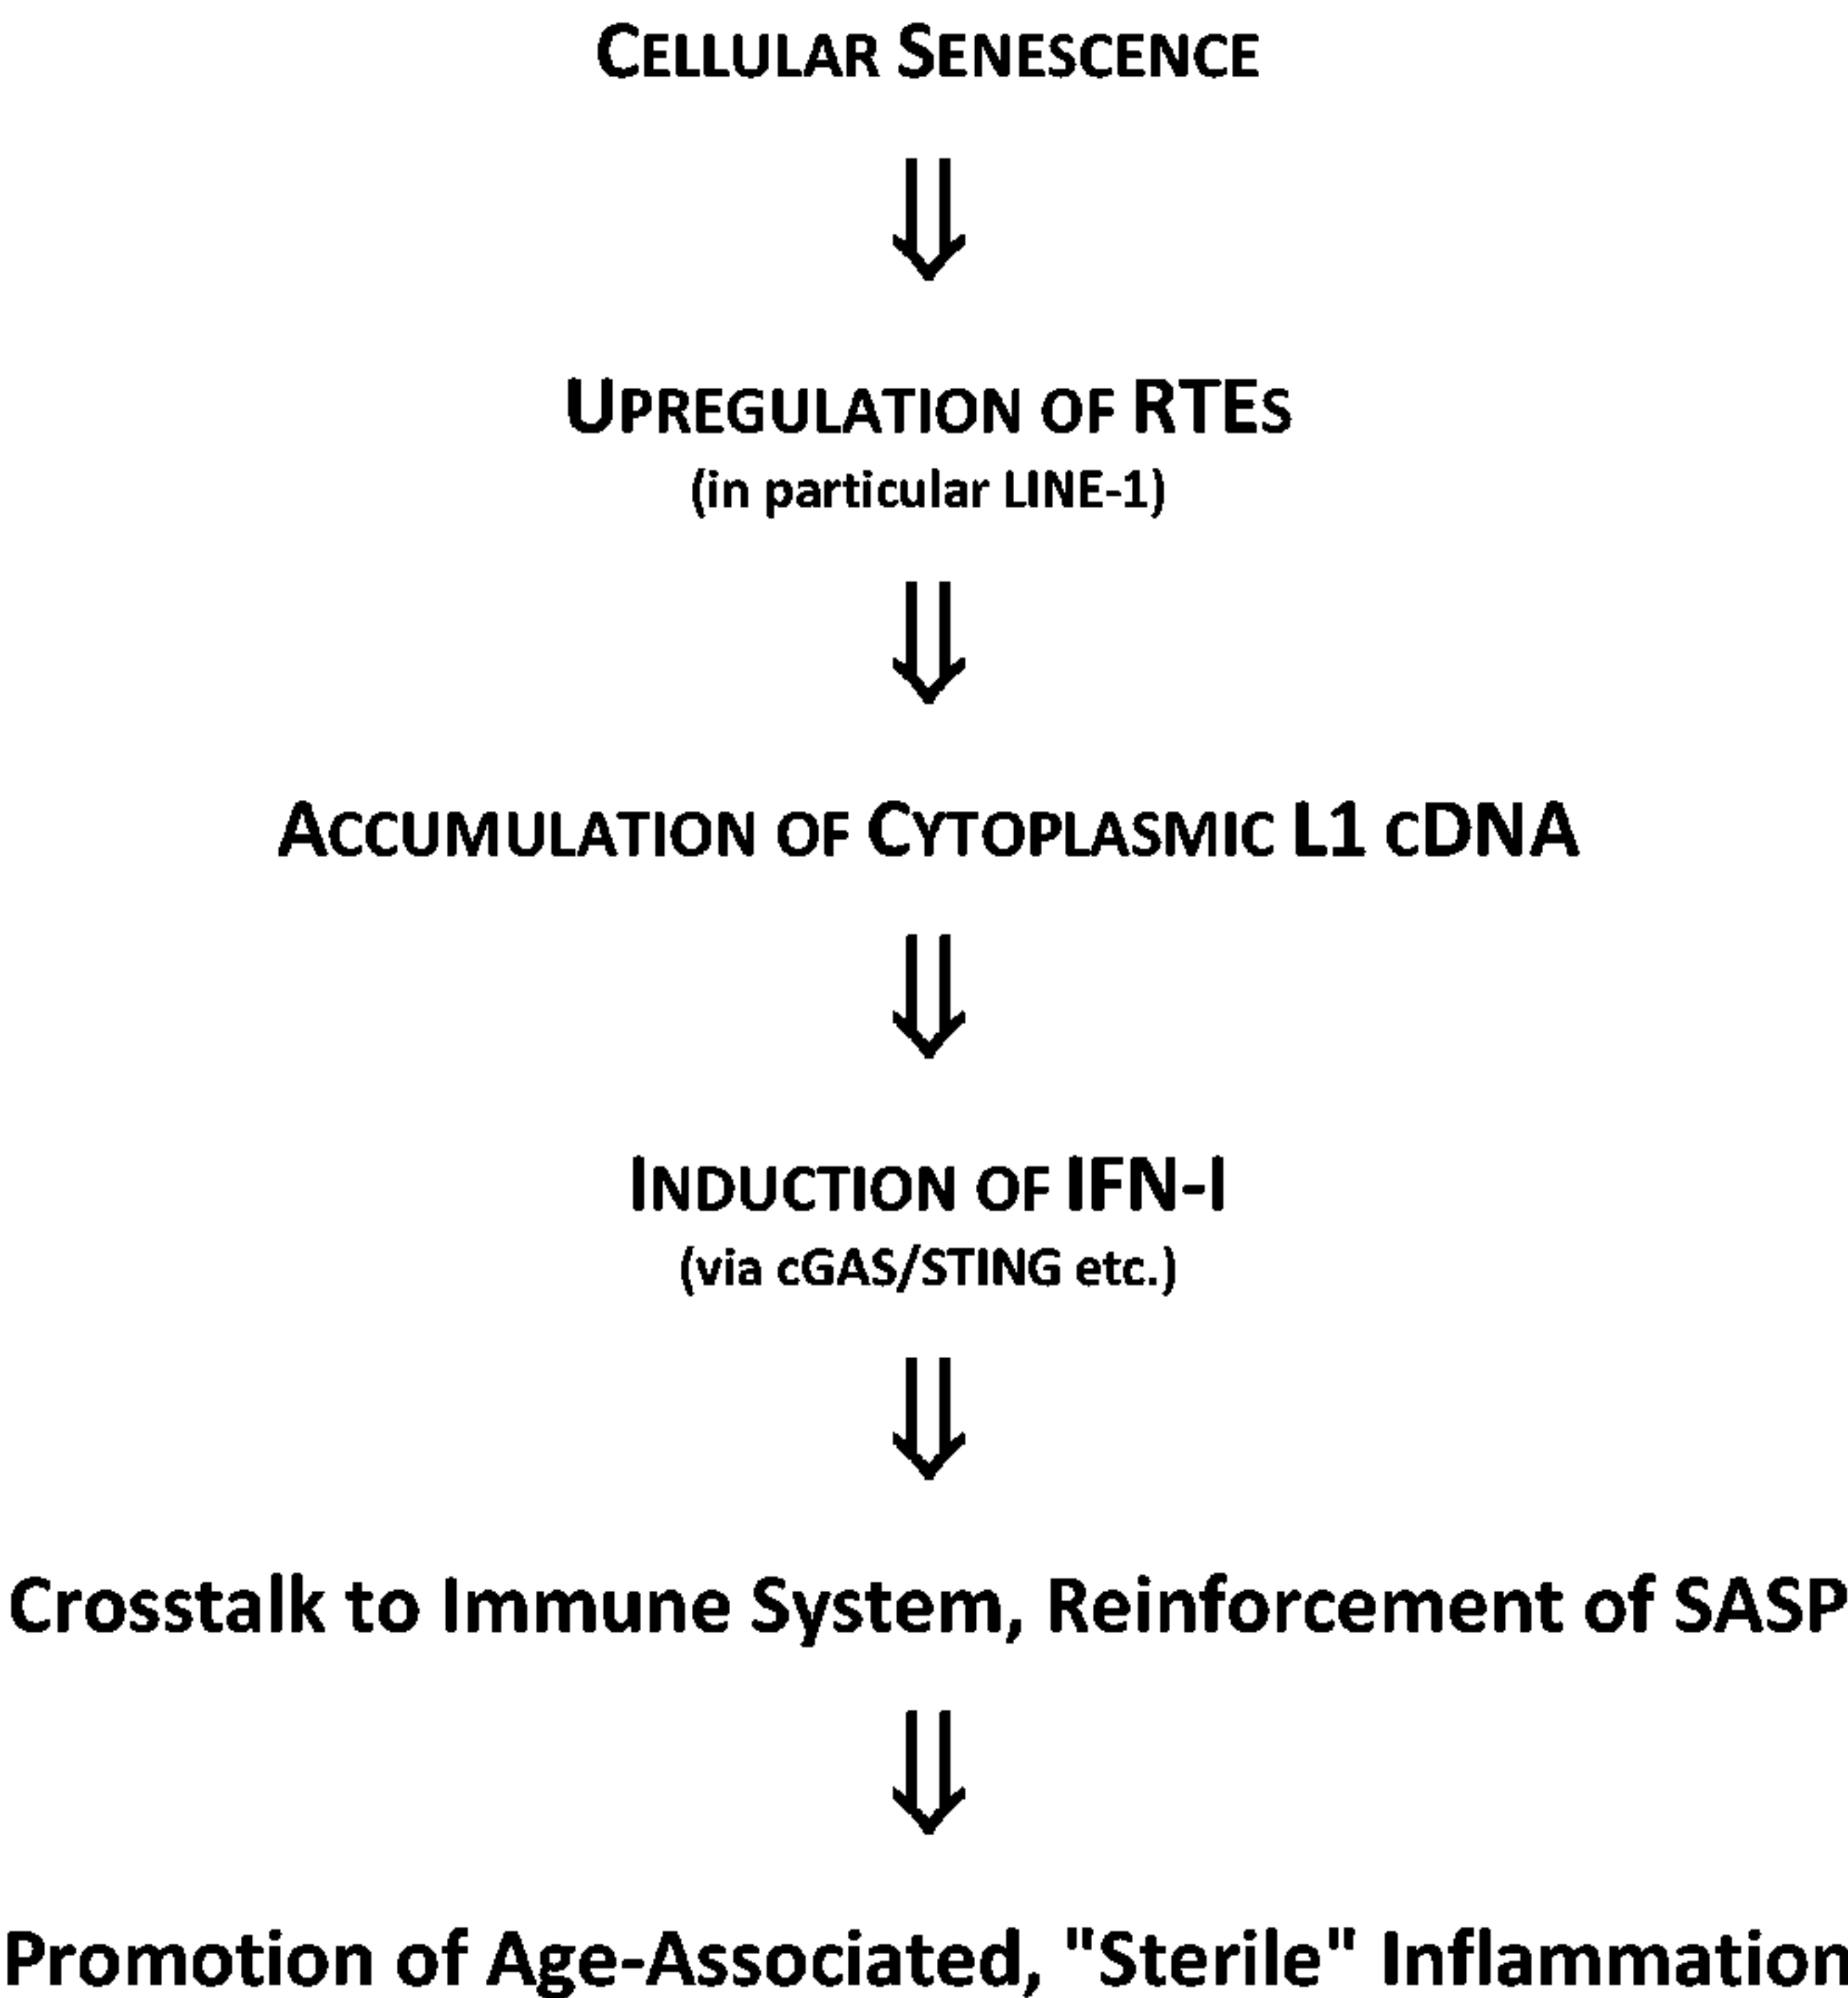 CELLULAR SENESCENCE
UPREGULATION OF RTES
(in particular LINE-1)
ACCUMULATION OF CYTOPLASMIC L1 CDNA
INDUCTION OF IFN-I
(via cGAS/STING etc.)
Crosstalk to Immune System, Reinforcement of SASP
Promotion of Age-Associated, "Sterile" Inflammation